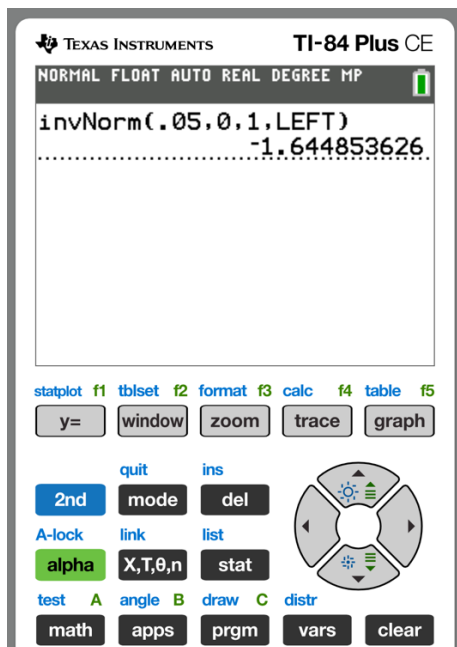 TEXAS INSTRUMENTS TI-84 Plus CE
NORMAL FLOAT AUTO REAL DEGREE MP
invNorm(.05,0,1,LEFT)
-1.644853626
statplot f1 tblset f2 format f3 calc f4 table f5
y= window zoom trace graph
quit ins
2nd mode del
A-lock link list
alpha X,T,θ,n stat
test A angle B draw C distr
math apps prgm vars clear